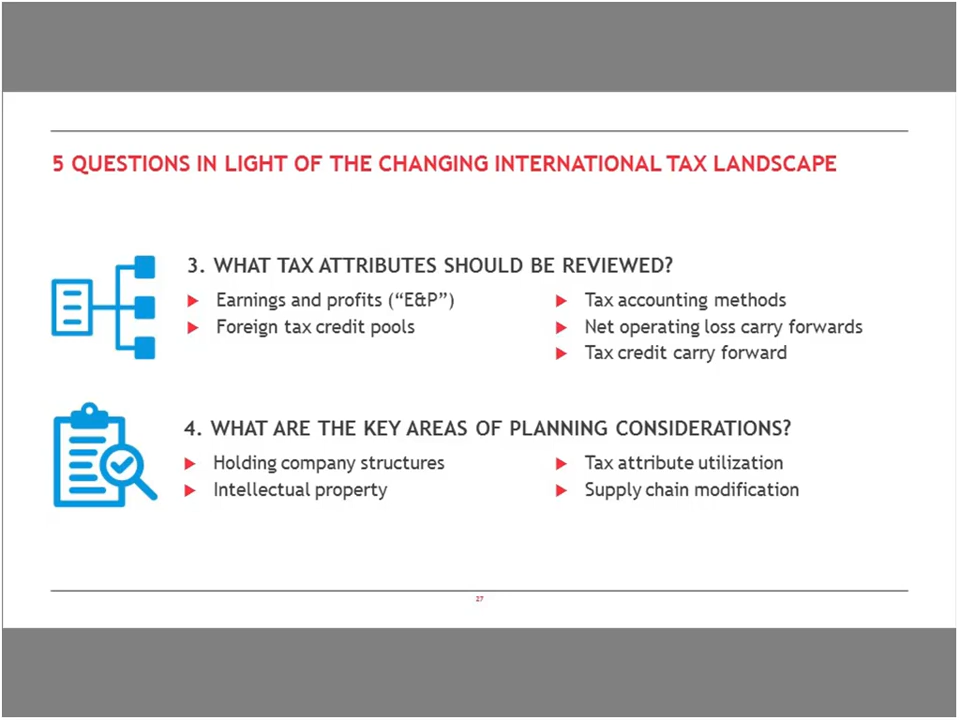 5 QUESTIONS IN LIGHT OF THE CHANGING INTERNATIONAL TAX LANDSCAPE
3. WHAT TAX ATTRIBUTES SHOULD BE REVIEWED?
Earnings and profits (“E&P”)
Foreign tax credit pools
Tax accounting methods
Net operating loss carry forwards
Tax credit carry forward
4. WHAT ARE THE KEY AREAS OF PLANNING CONSIDERATIONS?
Holding company structures
Intellectual property
Tax attribute utilization
Supply chain modification
27